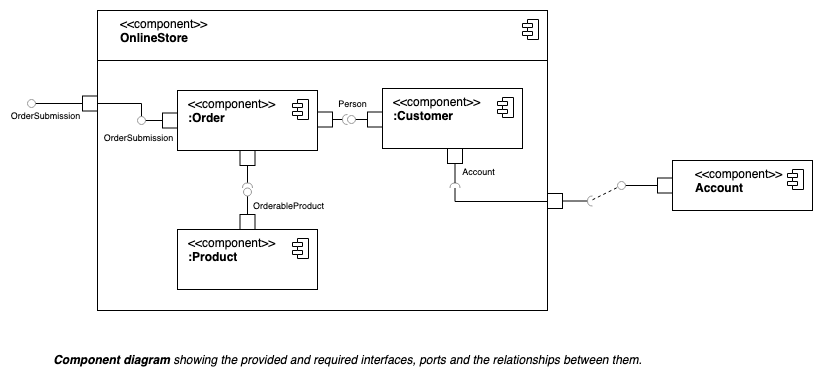 <<component>>
OnlineStore
OrderSubmission
OrderSubmission
<<component>>
:Order
Person
<<component>>
:Customer
Account
<<component>>
Account
OrderableProduct
<<component>>
:Product
Component diagram showing the provided and required interfaces, ports and the relationships between them.